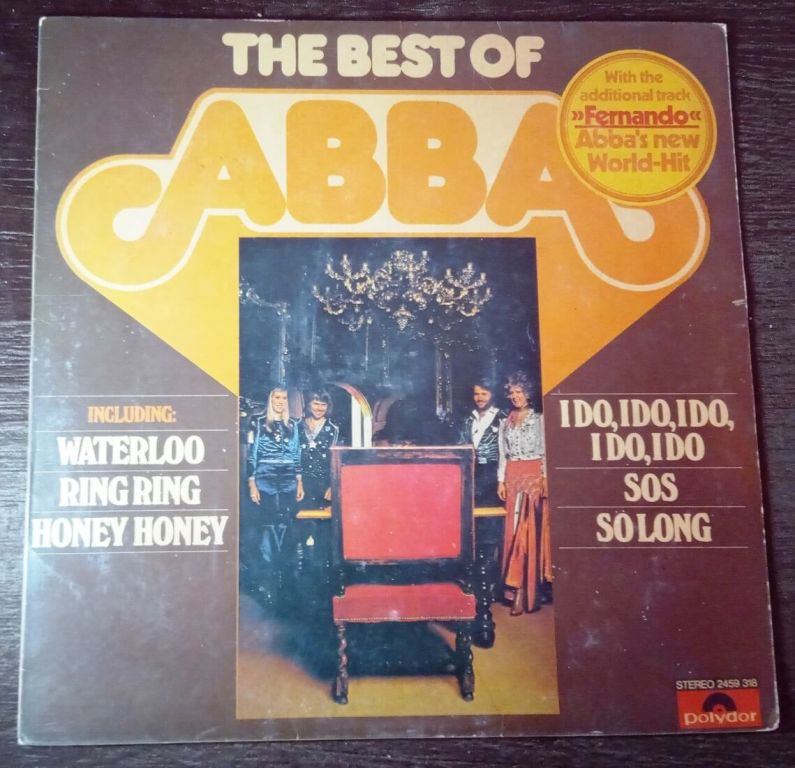 THE BEST OF
ABBA
With the
additional track
»Fernando«
Abba's new
World-Hit
INCLUDING:
WATERLOO
RING RING
HONEY HONEY
I DO, I DO, I DO,
I DO, I DO
SOS
SO LONG
STEREO 2459 318
polydor